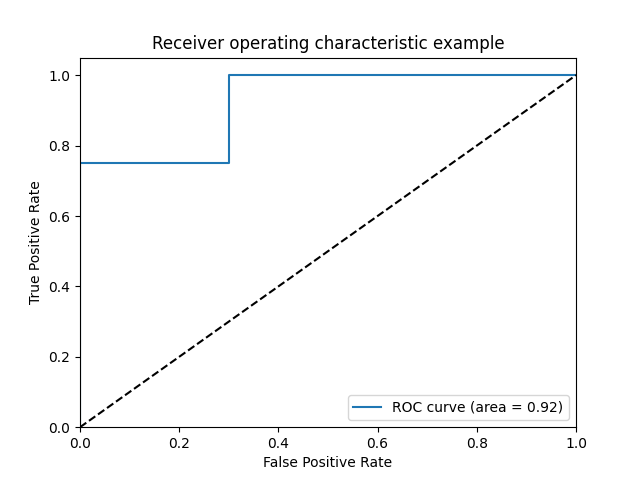 Receiver operating characteristic example
True Positive Rate
1.0
0.8
0.6
0.4
0.2
0.0
ROC curve (area = 0.92)
0.0 0.2 0.4 0.6 0.8 1.0
False Positive Rate